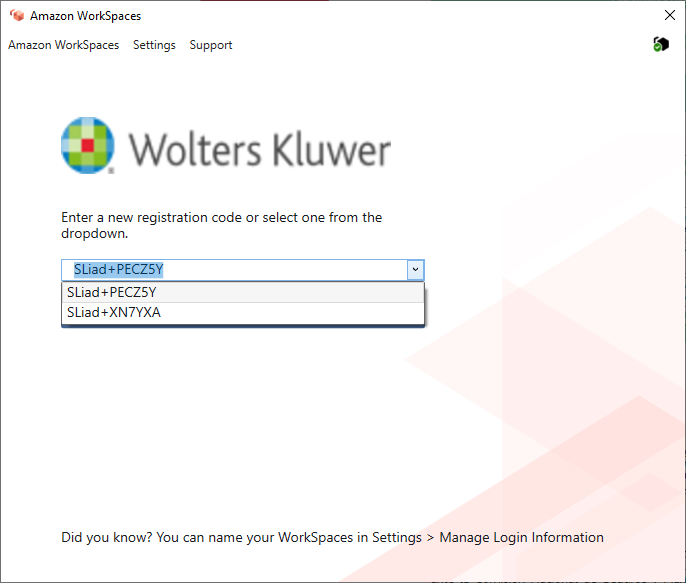 Amazon WorkSpaces
Amazon WorkSpaces Settings Support
Wolters Kluwer
Enter a new registration code or select one from the
dropdown.
SLiad+PECZ5Y
SLiad+PECZ5Y
SLiad+XN7YXA
Did you know? You can name your WorkSpaces in Settings > Manage Login Information